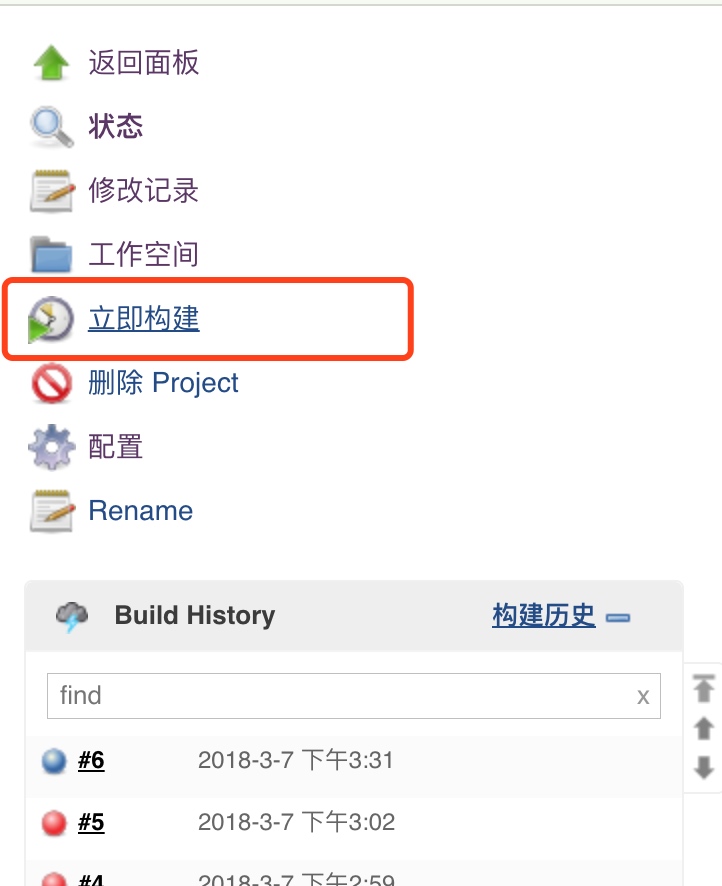 返回面板
状态
修改记录
工作空间
立即构建
删除 Project
配置
Rename
Build History 构建历史
find x
#6 2018-3-7 下午3:31
#5 2018-3-7 下午3:02
#4 2018-3-7 下午2:59